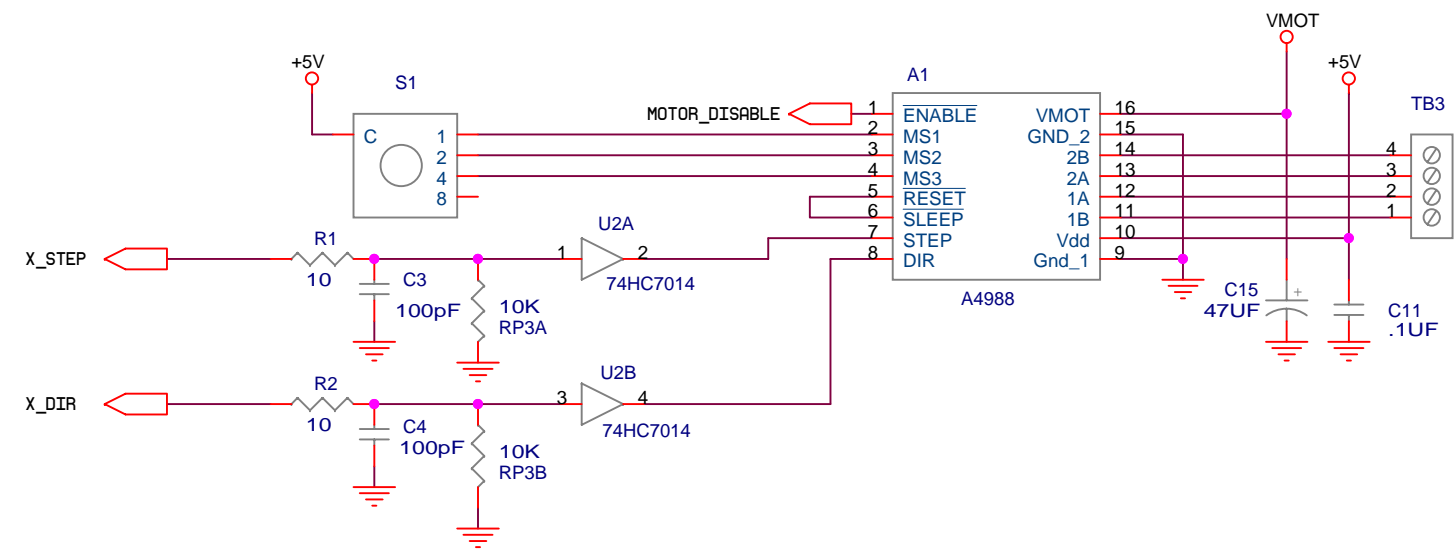 VMOT
+5V
+5V
S1
A1
TB3
MOTOR_DISABLE
C
1
2
4
8
1
2
3
4
5
6
7
8
ENABLE
MS1
MS2
MS3
RESET
SLEEP
STEP
DIR
VMOT
GND_2
2B
2A
1A
1B
Vdd
Gnd_1
16
15
14
13
12
11
10
9
A4988
4
3
2
1
X_STEP
R1
10
C3
100pF
10K
RP3A
1
U2A
2
74HC7014
C15
47UF
+
C11
.1UF
X_DIR
R2
10
C4
100pF
10K
RP3B
3
U2B
4
74HC7014